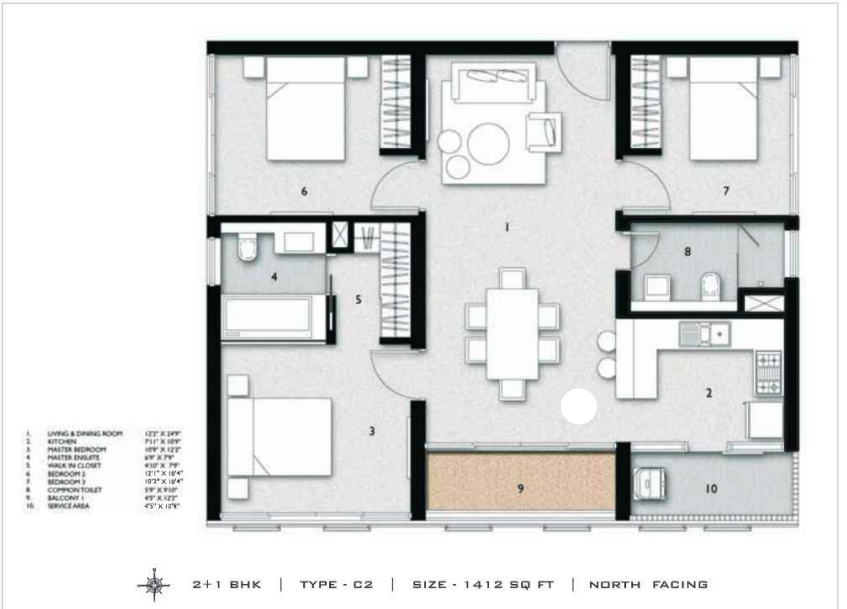 6
7
1
8
4
5
2
3
9
10
1. LIVING & DINING ROOM 12'2" X 24'9"
2. KITCHEN 7'11" X 10'9"
3. MASTER BEDROOM 10'9" X 12'2"
4. MASTER ENSUITE 6'9" X 7'9"
5. WALK IN CLOSET 4'10" X 7'9"
6. BEDROOM 2 12'1" X 10'4"
7. BEDROOM 3 10'2" X 10'4"
8. COMMON TOILET 5'9" X 9'10"
9. BALCONY 1 4'5" X 12'2"
10. SERVICE AREA 4'5" X 10'8"
2+1 BHK | TYPE - C2 | SIZE - 1412 SQ FT | NORTH FACING